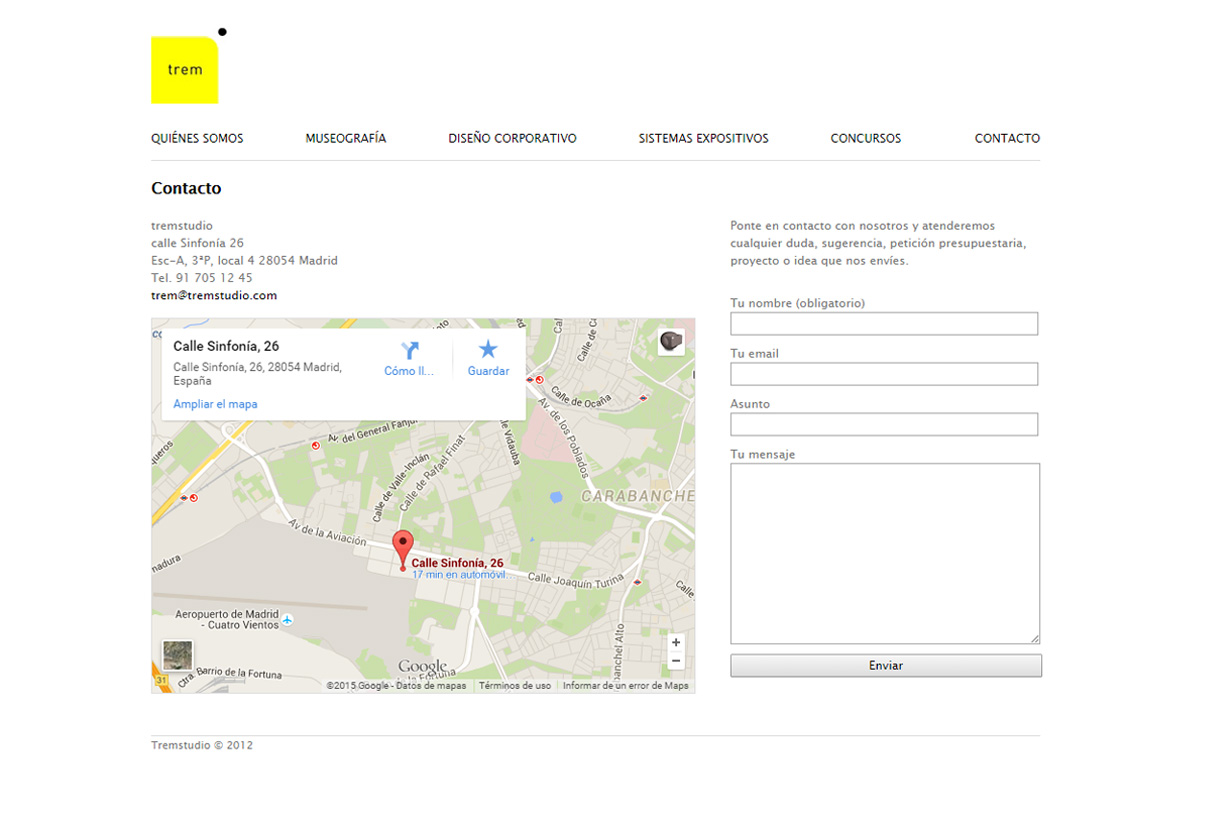 trem
QUIÉNES SOMOS
MUSEOGRAFÍA
DISEÑO CORPORATIVO
SISTEMAS EXPOSITIVOS
CONCURSOS
CONTACTO
Contacto
tremstudio
calle Sinfonía 26
Esc-A, 3ªP, local 4 28054 Madrid
Tel. 91 705 12 45
trem@tremstudio.com
Calle Sinfonía, 26
Calle Sinfonía, 26, 28054 Madrid,
España
Ampliar el mapa
Cómo ll...
Guardar
Calle de Ocaña
Av. de los Poblados
Av. del General Fanju
Vidauba
Calle de Valle-Inclán
Calle de Rafael Finat
CARABANCHE
Av de la Aviación
Calle Sinfonía, 26
17 min en automóvil
Calle Joaquín Turina
Aeropuerto de Madrid
- Cuatro Vientos
Ctra. Barrio de la Fortuna
31
Google
©2015 Google - Datos de mapas
Términos de uso
Informar de un error de Maps
Ponte en contacto con nosotros y atenderemos
cualquier duda, sugerencia, petición presupuestaria,
proyecto o idea que nos envíes.
Tu nombre (obligatorio)
Tu email
Asunto
Tu mensaje
Enviar
Tremstudio © 2012